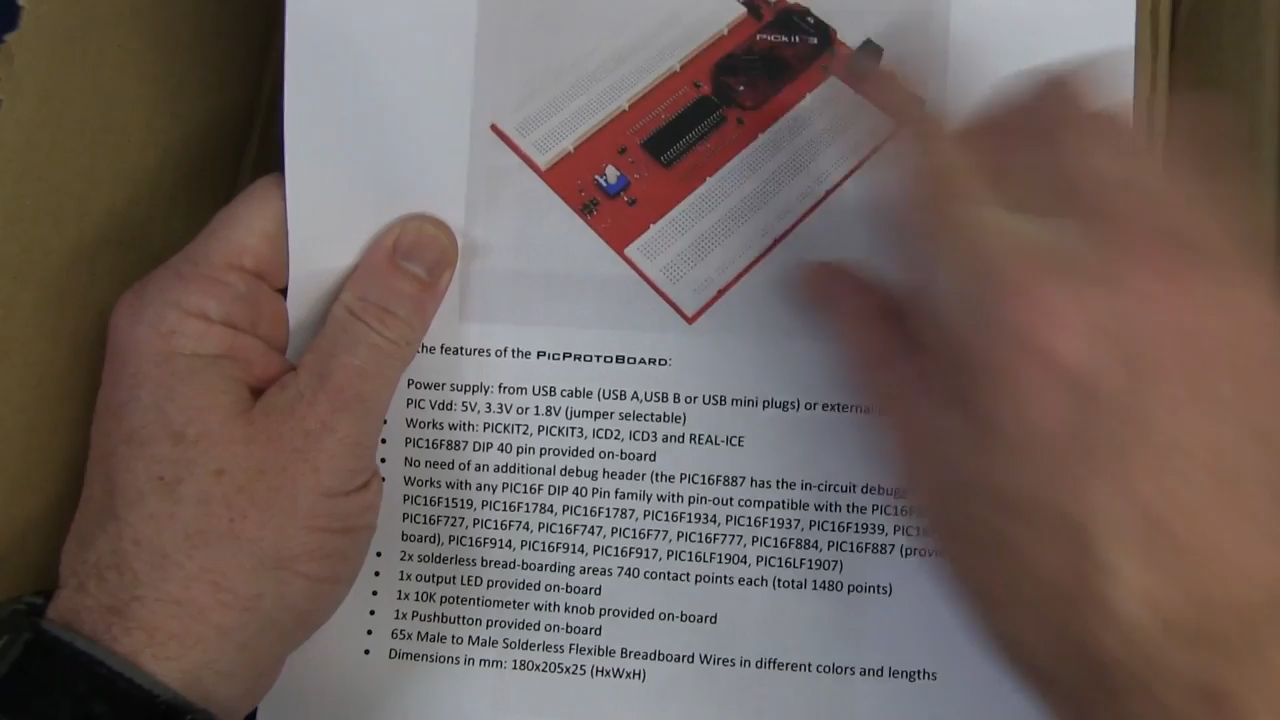 PICkit 3
the features of the PICPROTOBOARD:
Power supply: from USB cable (USB A,USB B or USB mini plugs) or external
PIC Vdd: 5V, 3.3V or 1.8V (jumper selectable)
• Works with: PICKIT2, PICKIT3, ICD2, ICD3 and REAL-ICE
• PIC16F887 DIP 40 pin provided on-board
• No need of an additional debug header (the PIC16F887 has the in-circuit
• Works with any PIC16F DIP 40 Pin family with pin-out compatible with the
PIC16F1519, PIC16F1784, PIC16F1787, PIC16F1934, PIC16F1937, PIC16F1939,
PIC16F727, PIC16F74, PIC16F747, PIC16F77, PIC16F777, PIC16F884, PIC16F887
board), PIC16F914, PIC16F914, PIC16F917, PIC16LF1904, PIC16LF1907)
• 2x solderless bread-boarding areas 740 contact points each (total 1480 points)
• 1x output LED provided on-board
• 1x 10K potentiometer with knob provided on-board
• 1x Pushbutton provided on-board
• 65x Male to Male Solderless Flexible Breadboard Wires in different colors and lengths
• Dimensions in mm: 180x205x25 (HxWxH)